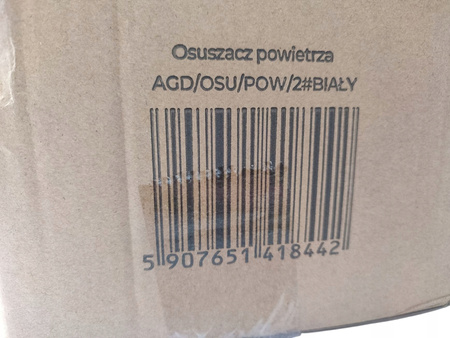 Osuszacz powietrza
AGD/OSU/POW/2#BIAŁY
5 907651 418442